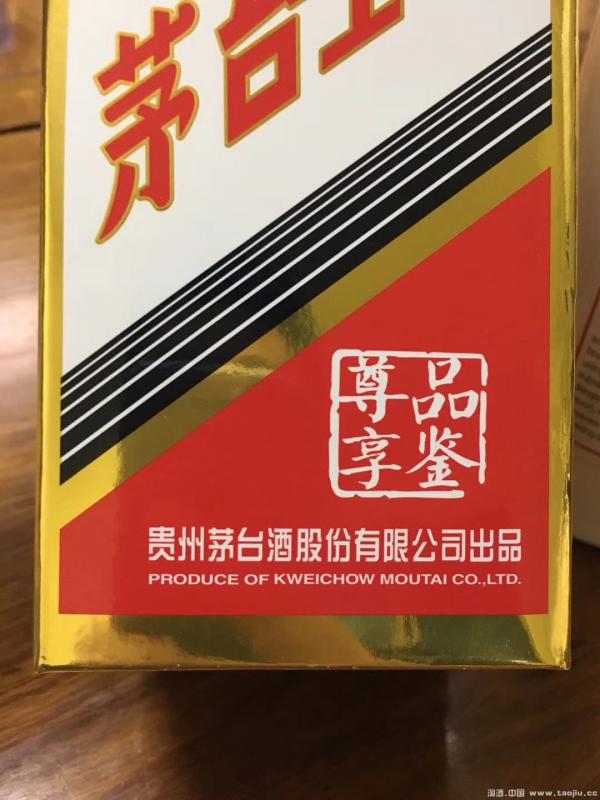 茅台
品鉴
尊享
贵州茅台酒股份有限公司出品
PRODUCE OF KWEICHOW MOUTAI CO.,LTD.
淘酒.中国 www.taojiu.cc